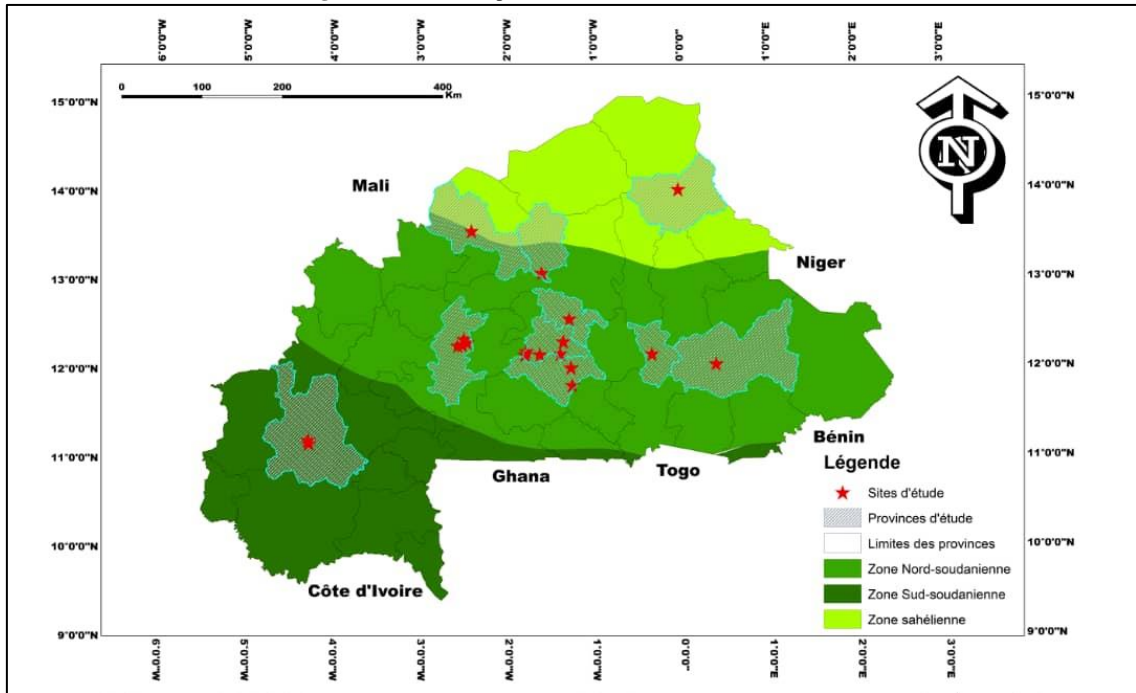 6°0'0"W 5°0'0"W 4°0'0"W 3°0'0"W 2°0'0"W 1°0'0"W 0°0'0" 1°0'0"E 2°0'0"E 3°0'0"E
0 100 200 400
Km
15°0'0"N 15°0'0"N
14°0'0"N 14°0'0"N
13°0'0"N 13°0'0"N
12°0'0"N 12°0'0"N
11°0'0"N 11°0'0"N
10°0'0"N 10°0'0"N
9°0'0"N 9°0'0"N
N
Mali
Niger
Bénin
Ghana
Togo
Côte d'Ivoire
Légende
Sites d'étude
Provinces d'étude
Limites des provinces
Zone Nord-soudanienne
Zone Sud-soudanienne
Zone sahélienne
6°0'0"W 5°0'0"W 4°0'0"W 3°0'0"W 2°0'0"W 1°0'0"W 0°0'0" 1°0'0"E 2°0'0"E 3°0'0"E